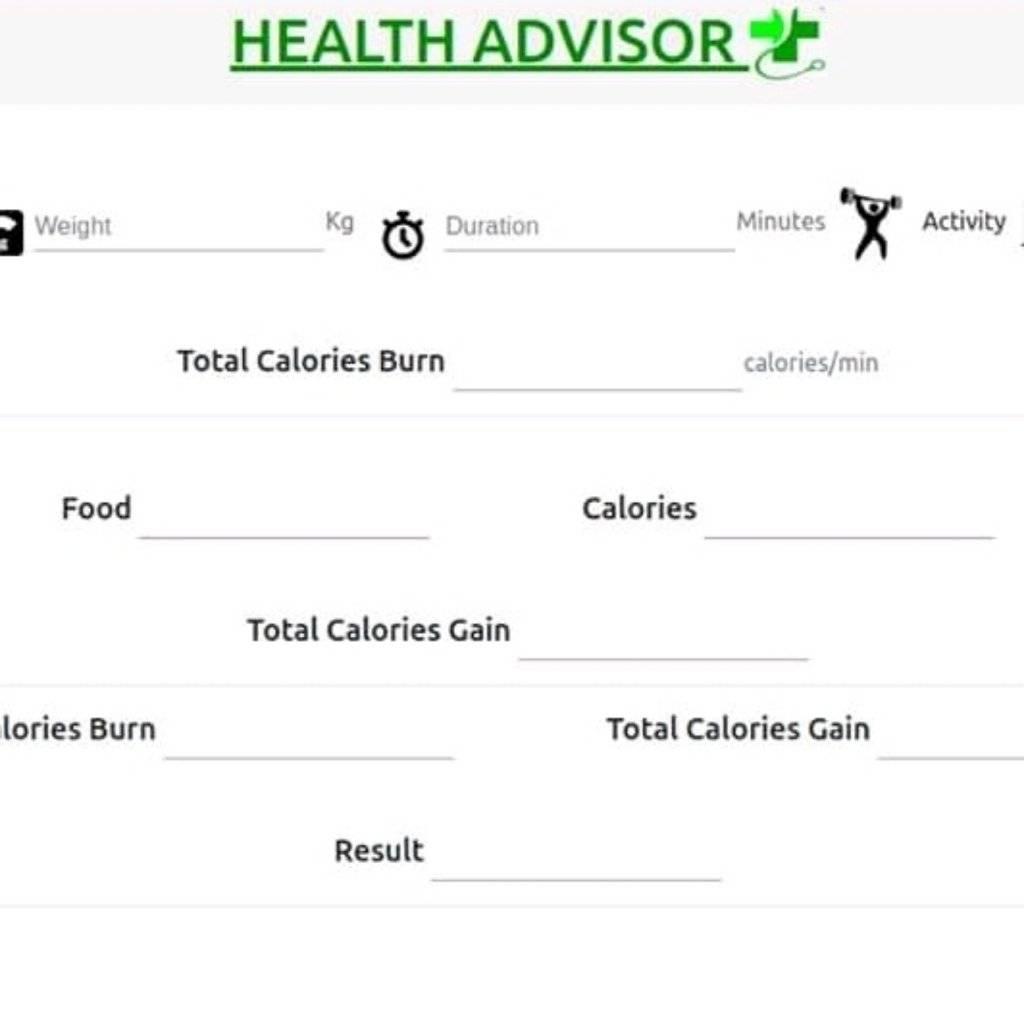 HEALTH ADVISOR
Weight Kg Duration Minutes Activity
Total Calories Burn calories/min
Food Calories
Total Calories Gain
Burn Total Calories Gain
Result